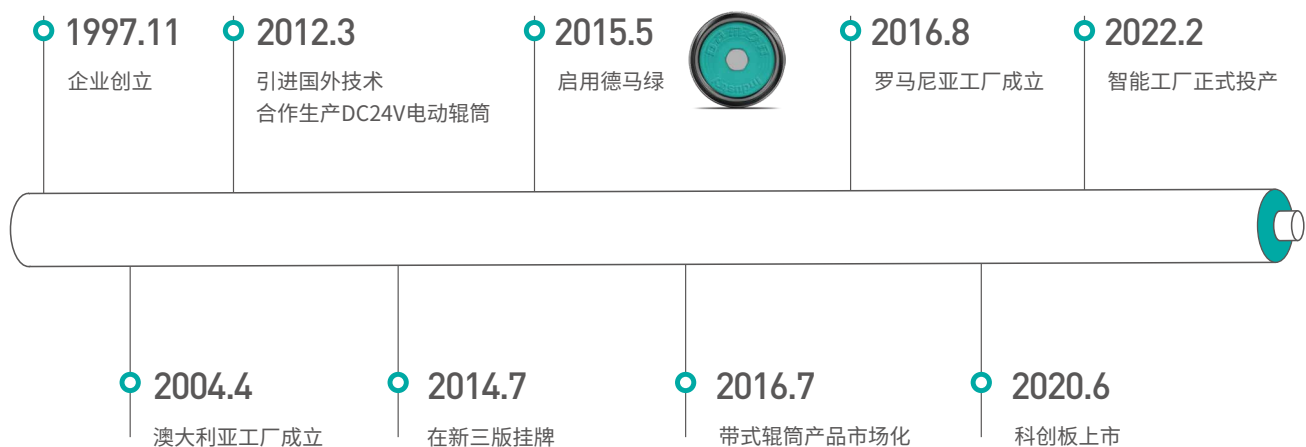 1997.11
企业创立
2012.3
引进国外技术
合作生产DC24V电动辊筒
2015.5
启用德马绿
2016.8
罗马尼亚工厂成立
2022.2
智能工厂正式投产
2004.4
澳大利亚工厂成立
2014.7
在新三版挂牌
2016.7
带式辊筒产品市场化
2020.6
科创板上市